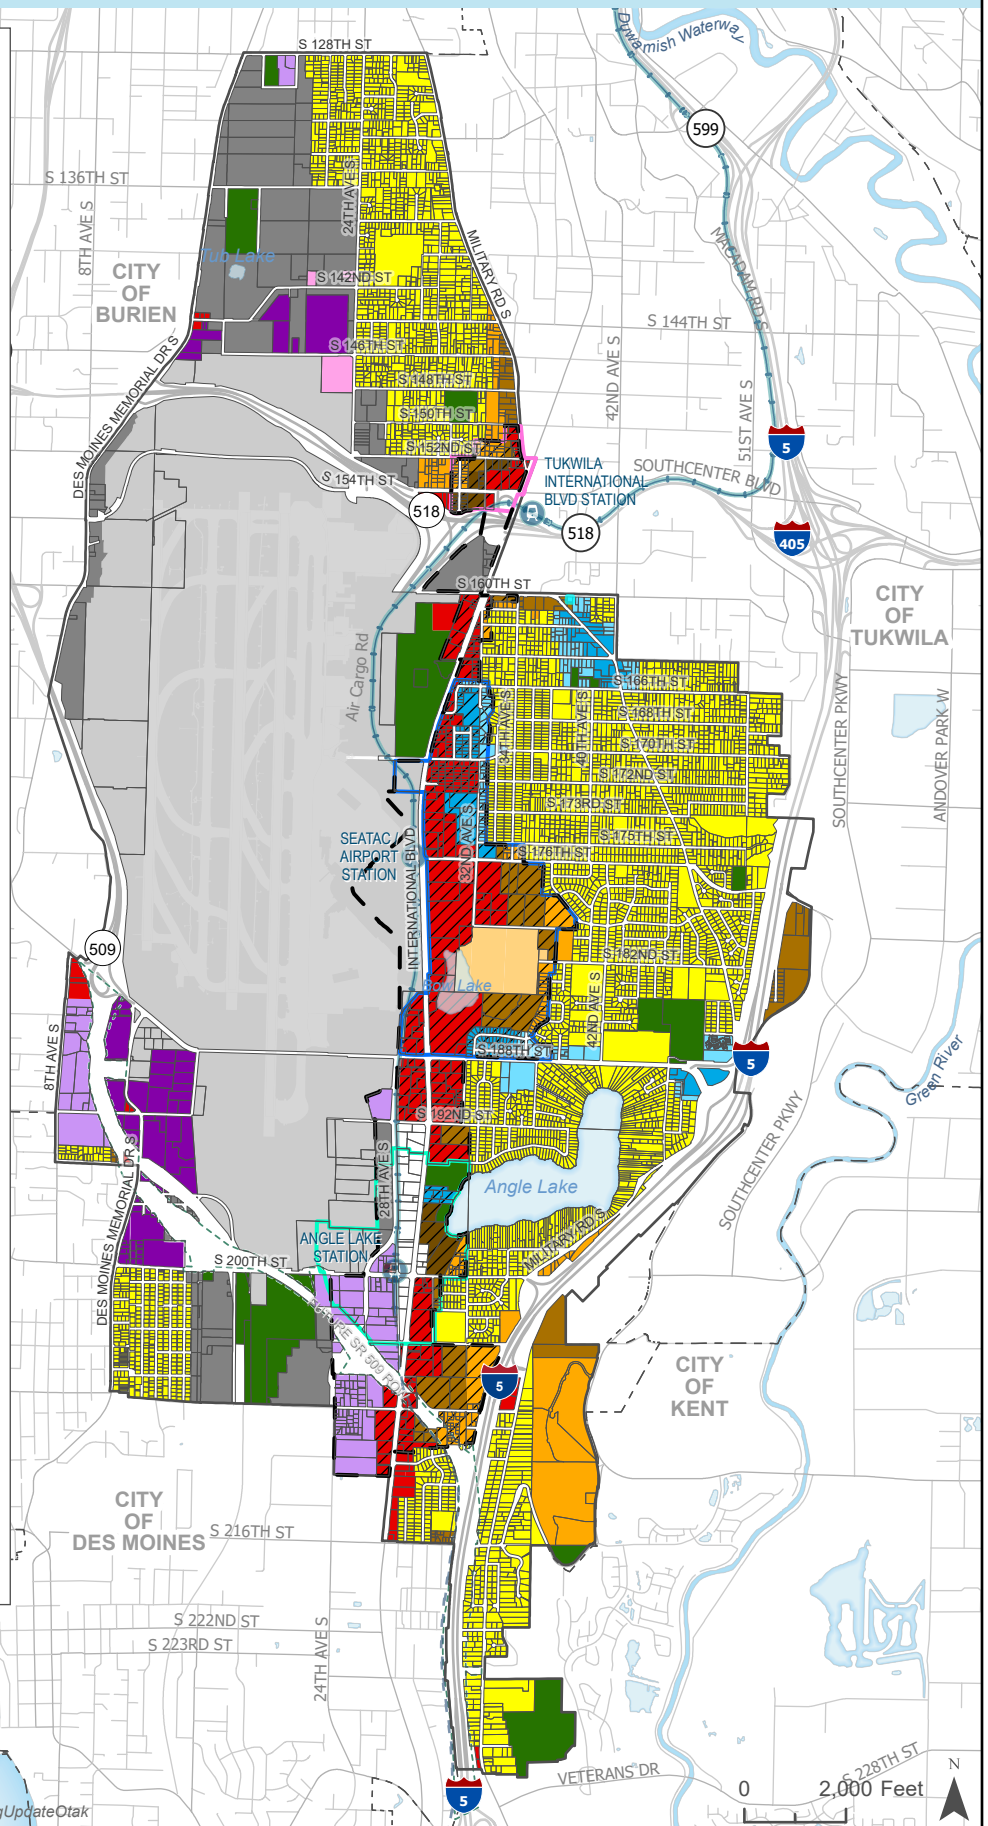 S 128TH ST
Duwamish Waterway
599
S 136TH ST
8TH AVE S
24TH AVE S
MILITARY RD S
MACADAM RD S
Tub Lake
CITY
OF
BURIEN
S 142ND ST
S 144TH ST
S 146TH ST
42ND AVE S
51ST AVE S
DES MOINES MEMORIAL DR S
S 148TH ST
S 150TH ST
S 152ND ST
5
S 154TH ST
TUKWILA
INTERNATIONAL
BLVD STATION
SOUTHCENTER BLVD
518
518
405
S 160TH ST
CITY
OF
TUKWILA
Air Cargo Rd
34TH AVE S
40TH AVE S
S 166TH ST
S 168TH ST
S 170TH ST
S 172ND ST
S 173RD ST
S 175TH ST
S 176TH ST
SOUTHCENTER PKWY
ANDOVER PARK W
SEATAC
AIRPORT
STATION
INTERNATIONAL BLVD
32ND AVE S
509
S 182ND ST
Bow Lake
42ND AVE S
8TH AVE S
S 188TH ST
5
Green River
S 192ND ST
SOUTHCENTER PKWY
28TH AVE S
DES MOINES MEMORIAL DR S
Angle Lake
MILITARY RD S
ANGLE LAKE
STATION
S 200TH ST
FUTURE SR 509 ROW
CITY
OF
KENT
5
CITY
OF
DES MOINES
S 216TH ST
S 222ND ST
S 223RD ST
24TH AVE S
VETERANS DR
S 228TH ST
5
0 2,000 Feet
N
gUpdateOtak